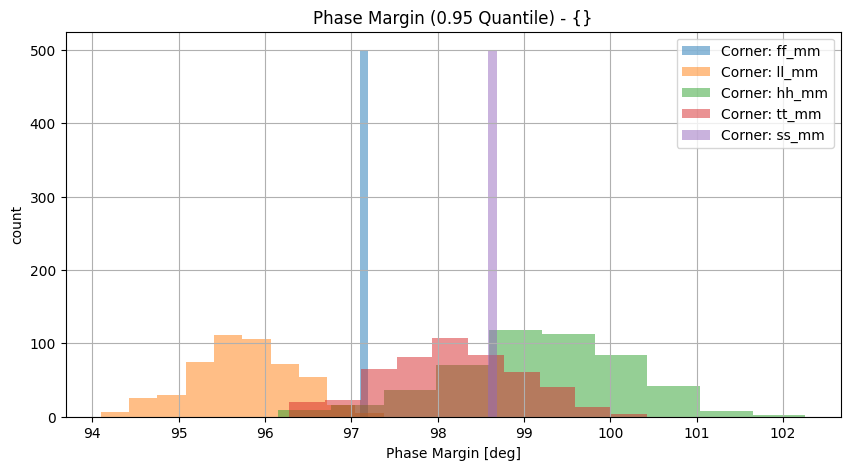 Phase Margin (0.95 Quantile) - {}
500
400
300
200
100
0
count
94 95 96 97 98 99 100 101 102
Phase Margin [deg]
Corner: ff_mm
Corner: ll_mm
Corner: hh_mm
Corner: tt_mm
Corner: ss_mm